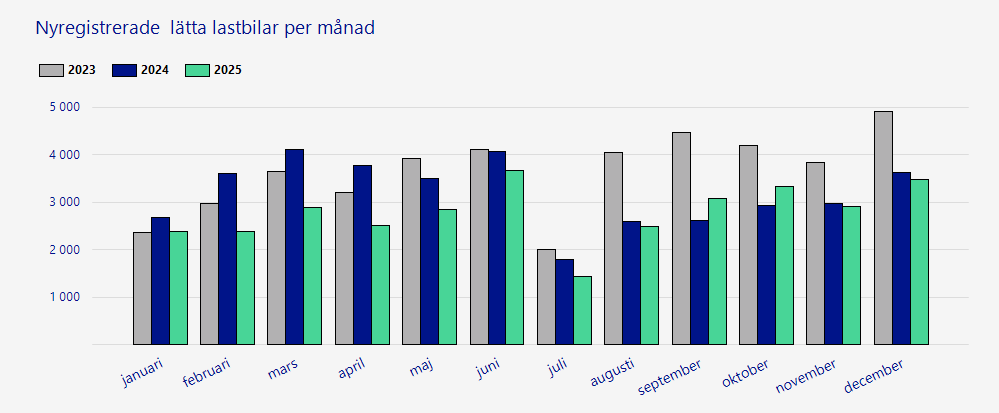 Nyregistrerade  lätta lastbilar per månad
2023 2024 2025
5 000
4 000
3 000
2 000
1 000
januari februari mars april maj juni juli augusti september oktober november december